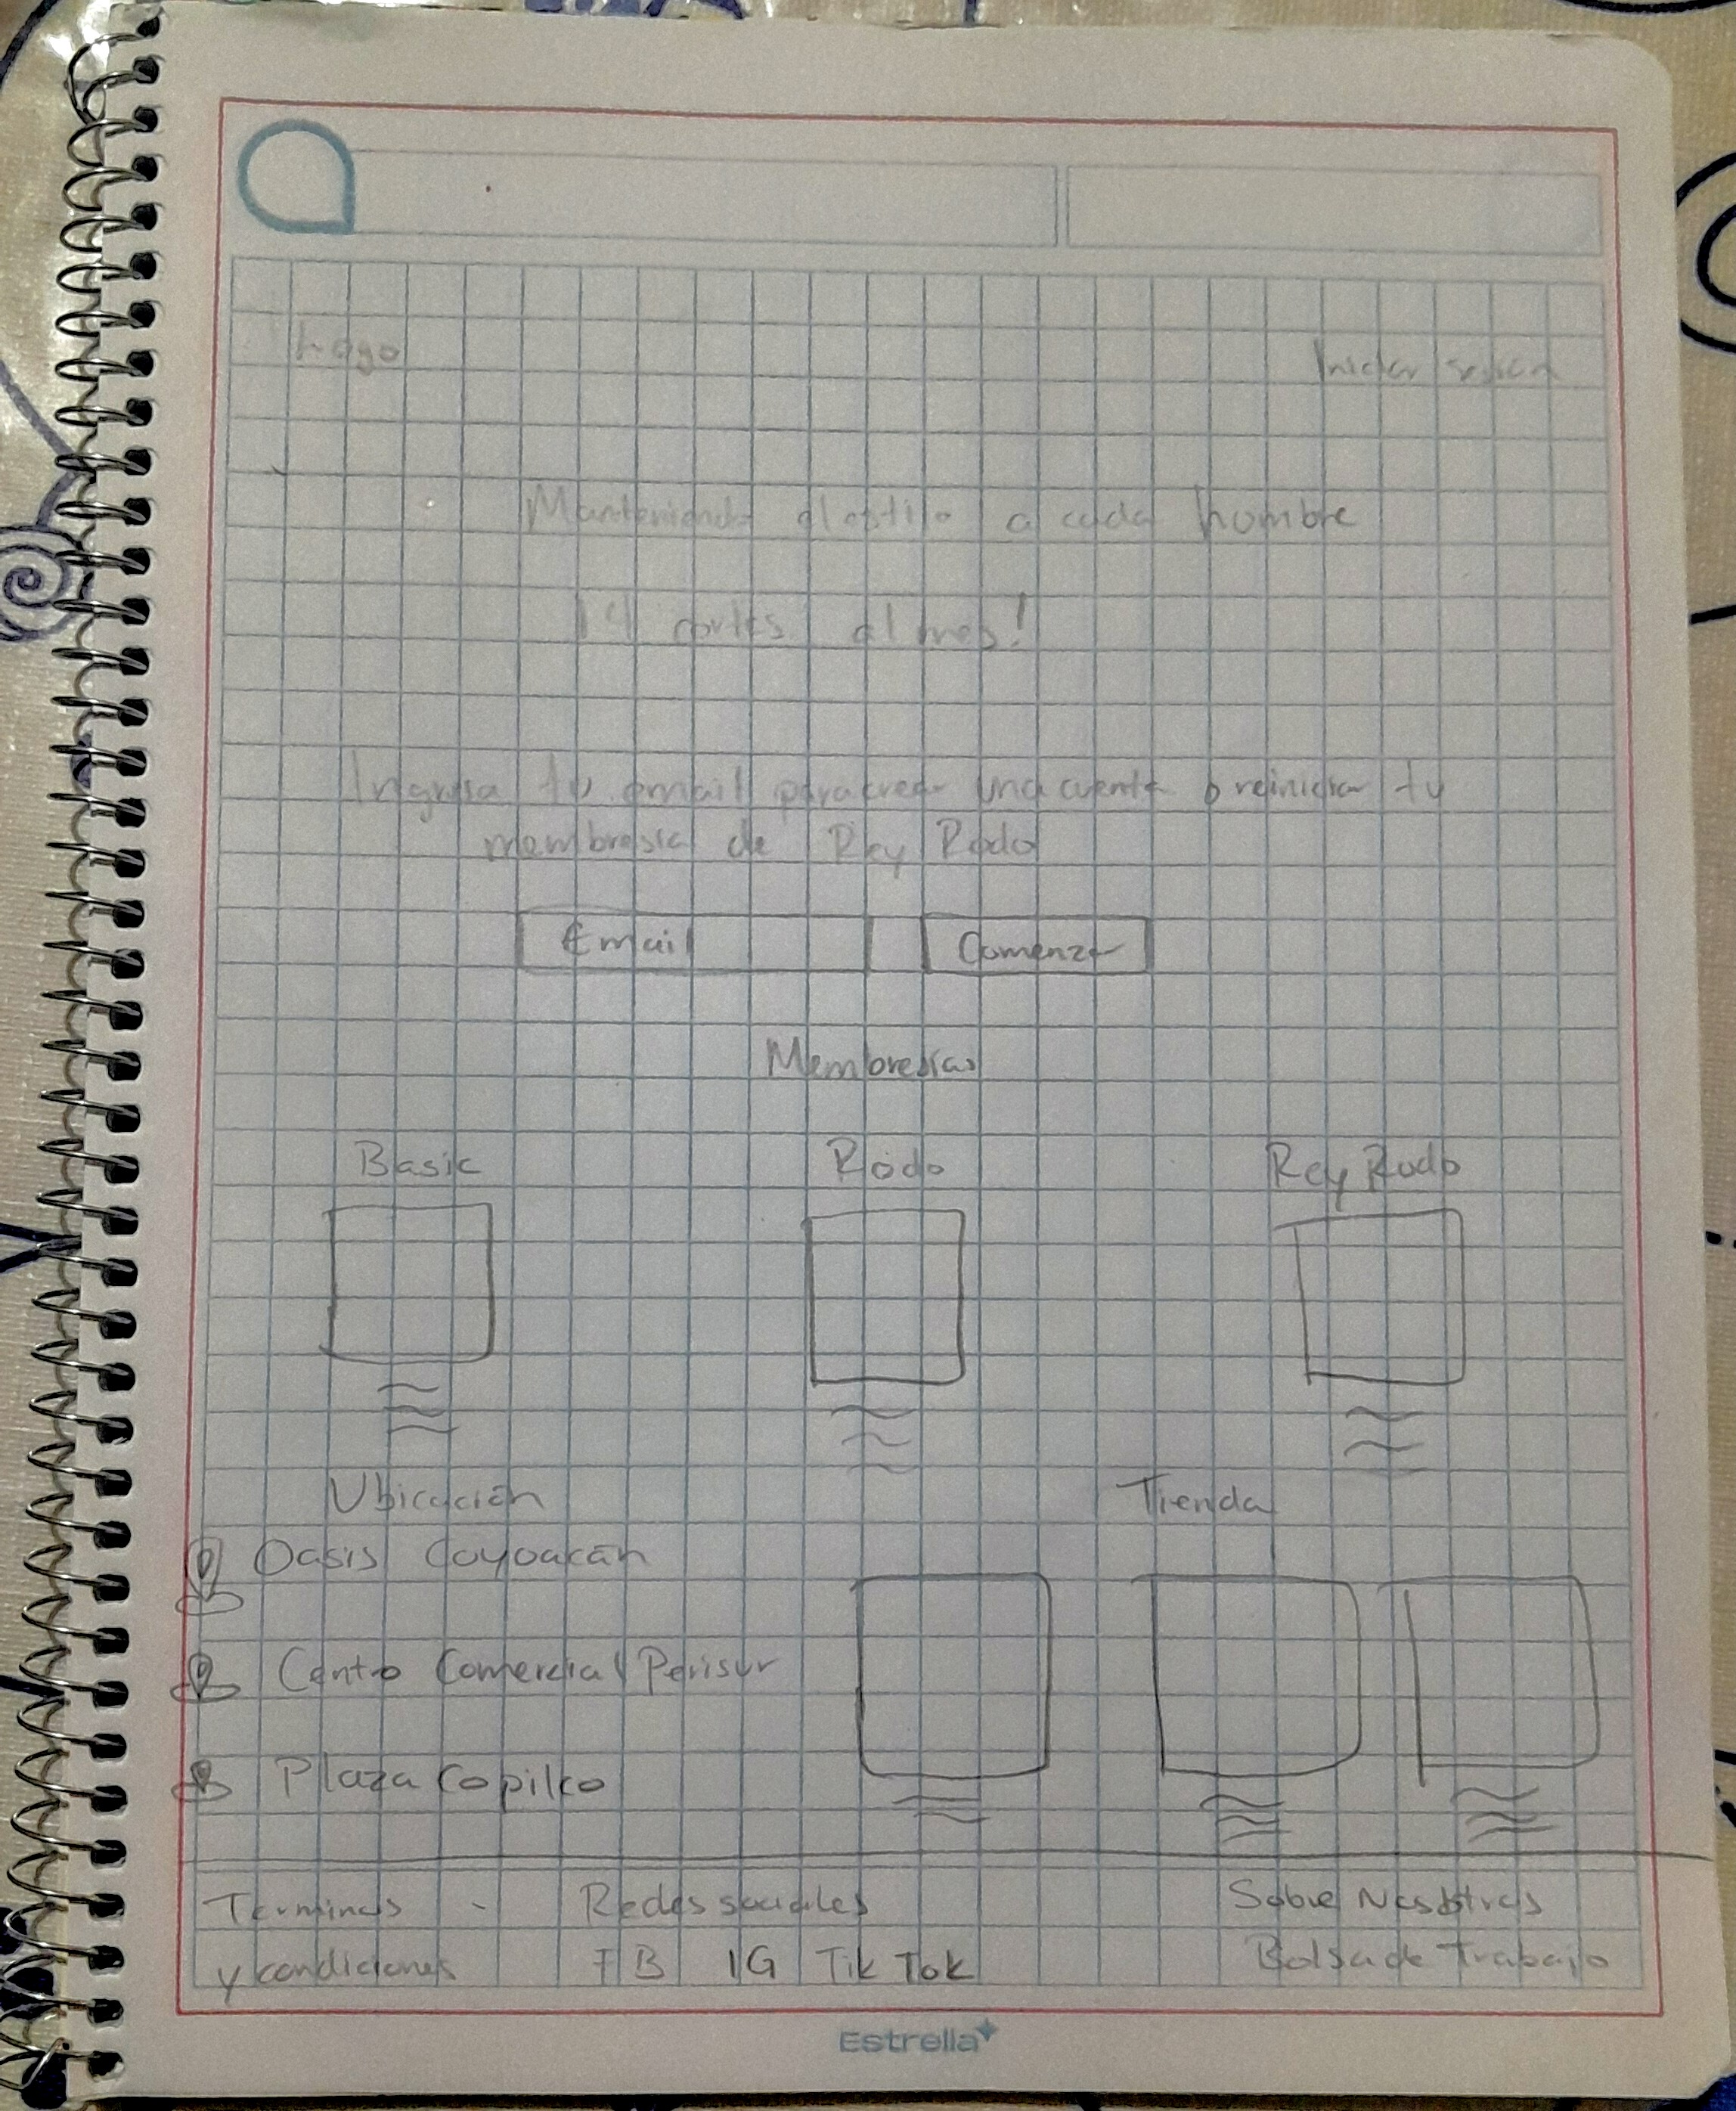 Logo
Iniciar sesión
Manteniendo el estilo a cada hombre
14 cortes al mes!
Ingresa tu email para crear una cuenta o reiniciar tu
membresía de Rey Rodo
Email
Comenzar
Membresías
Basic
Rodo
Rey Rodo
Ubicación
Tienda
Oasis Coyoacán
Centro Comercial Perisur
Plaza Copilco
Terminos
y condiciones
Redes sociales
FB IG Tik Tok
Sobre Nosotros
Bolsa de Trabajo
Estrella